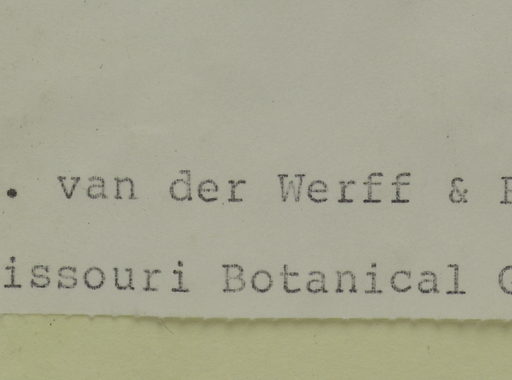 . van der Werff &
issouri Botanical G